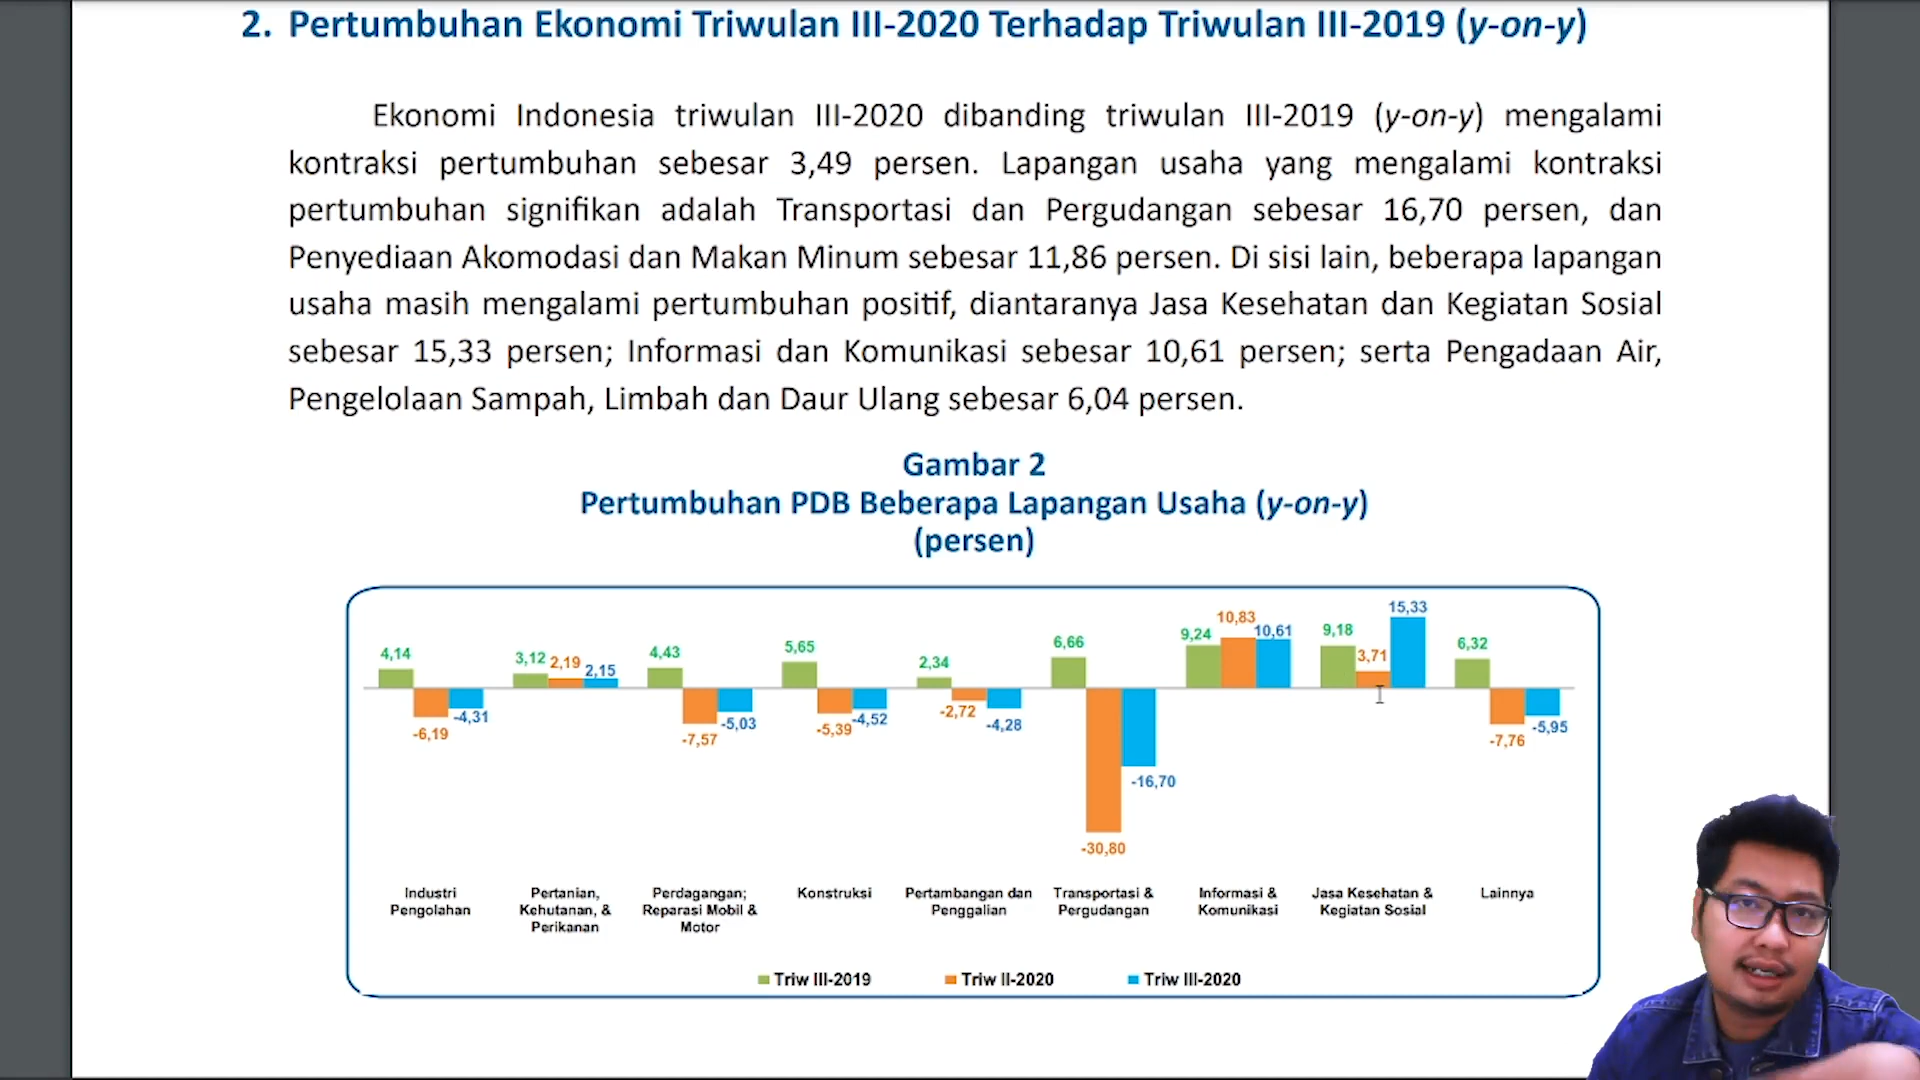 2. Pertumbuhan Ekonomi Triwulan III-2020 Terhadap Triwulan III-2019 (y-on-y)
Ekonomi Indonesia triwulan III-2020 dibanding triwulan III-2019 (y-on-y) mengalami
kontraksi pertumbuhan sebesar 3,49 persen. Lapangan usaha yang mengalami kontraksi
pertumbuhan signifikan adalah Transportasi dan Pergudangan sebesar 16,70 persen, dan
Penyediaan Akomodasi dan Makan Minum sebesar 11,86 persen. Di sisi lain, beberapa lapangan
usaha masih mengalami pertumbuhan positif, diantaranya Jasa Kesehatan dan Kegiatan Sosial
sebesar 15,33 persen; Informasi dan Komunikasi sebesar 10,61 persen; serta Pengadaan Air,
Pengelolaan Sampah, Limbah dan Daur Ulang sebesar 6,04 persen.
Gambar 2
Pertumbuhan PDB Beberapa Lapangan Usaha (y-on-y)
(persen)
4,14
-6,19
-4,31
3,12
2,19
2,15
4,43
-7,57
-5,03
5,65
-5,39
-4,52
2,34
-2,72
-4,28
6,66
-30,80
-16,70
9,24
10,83
10,61
9,18
3,71
15,33
6,32
-7,76
-5,95
Industri
Pengolahan
Pertanian,
Kehutanan, &
Perikanan
Perdagangan;
Reparasi Mobil &
Motor
Konstruksi
Pertambangan dan
Penggalian
Transportasi &
Pergudangan
Informasi &
Komunikasi
Jasa Kesehatan &
Kegiatan Sosial
Lainnya
Triw III-2019
Triw II-2020
Triw III-2020